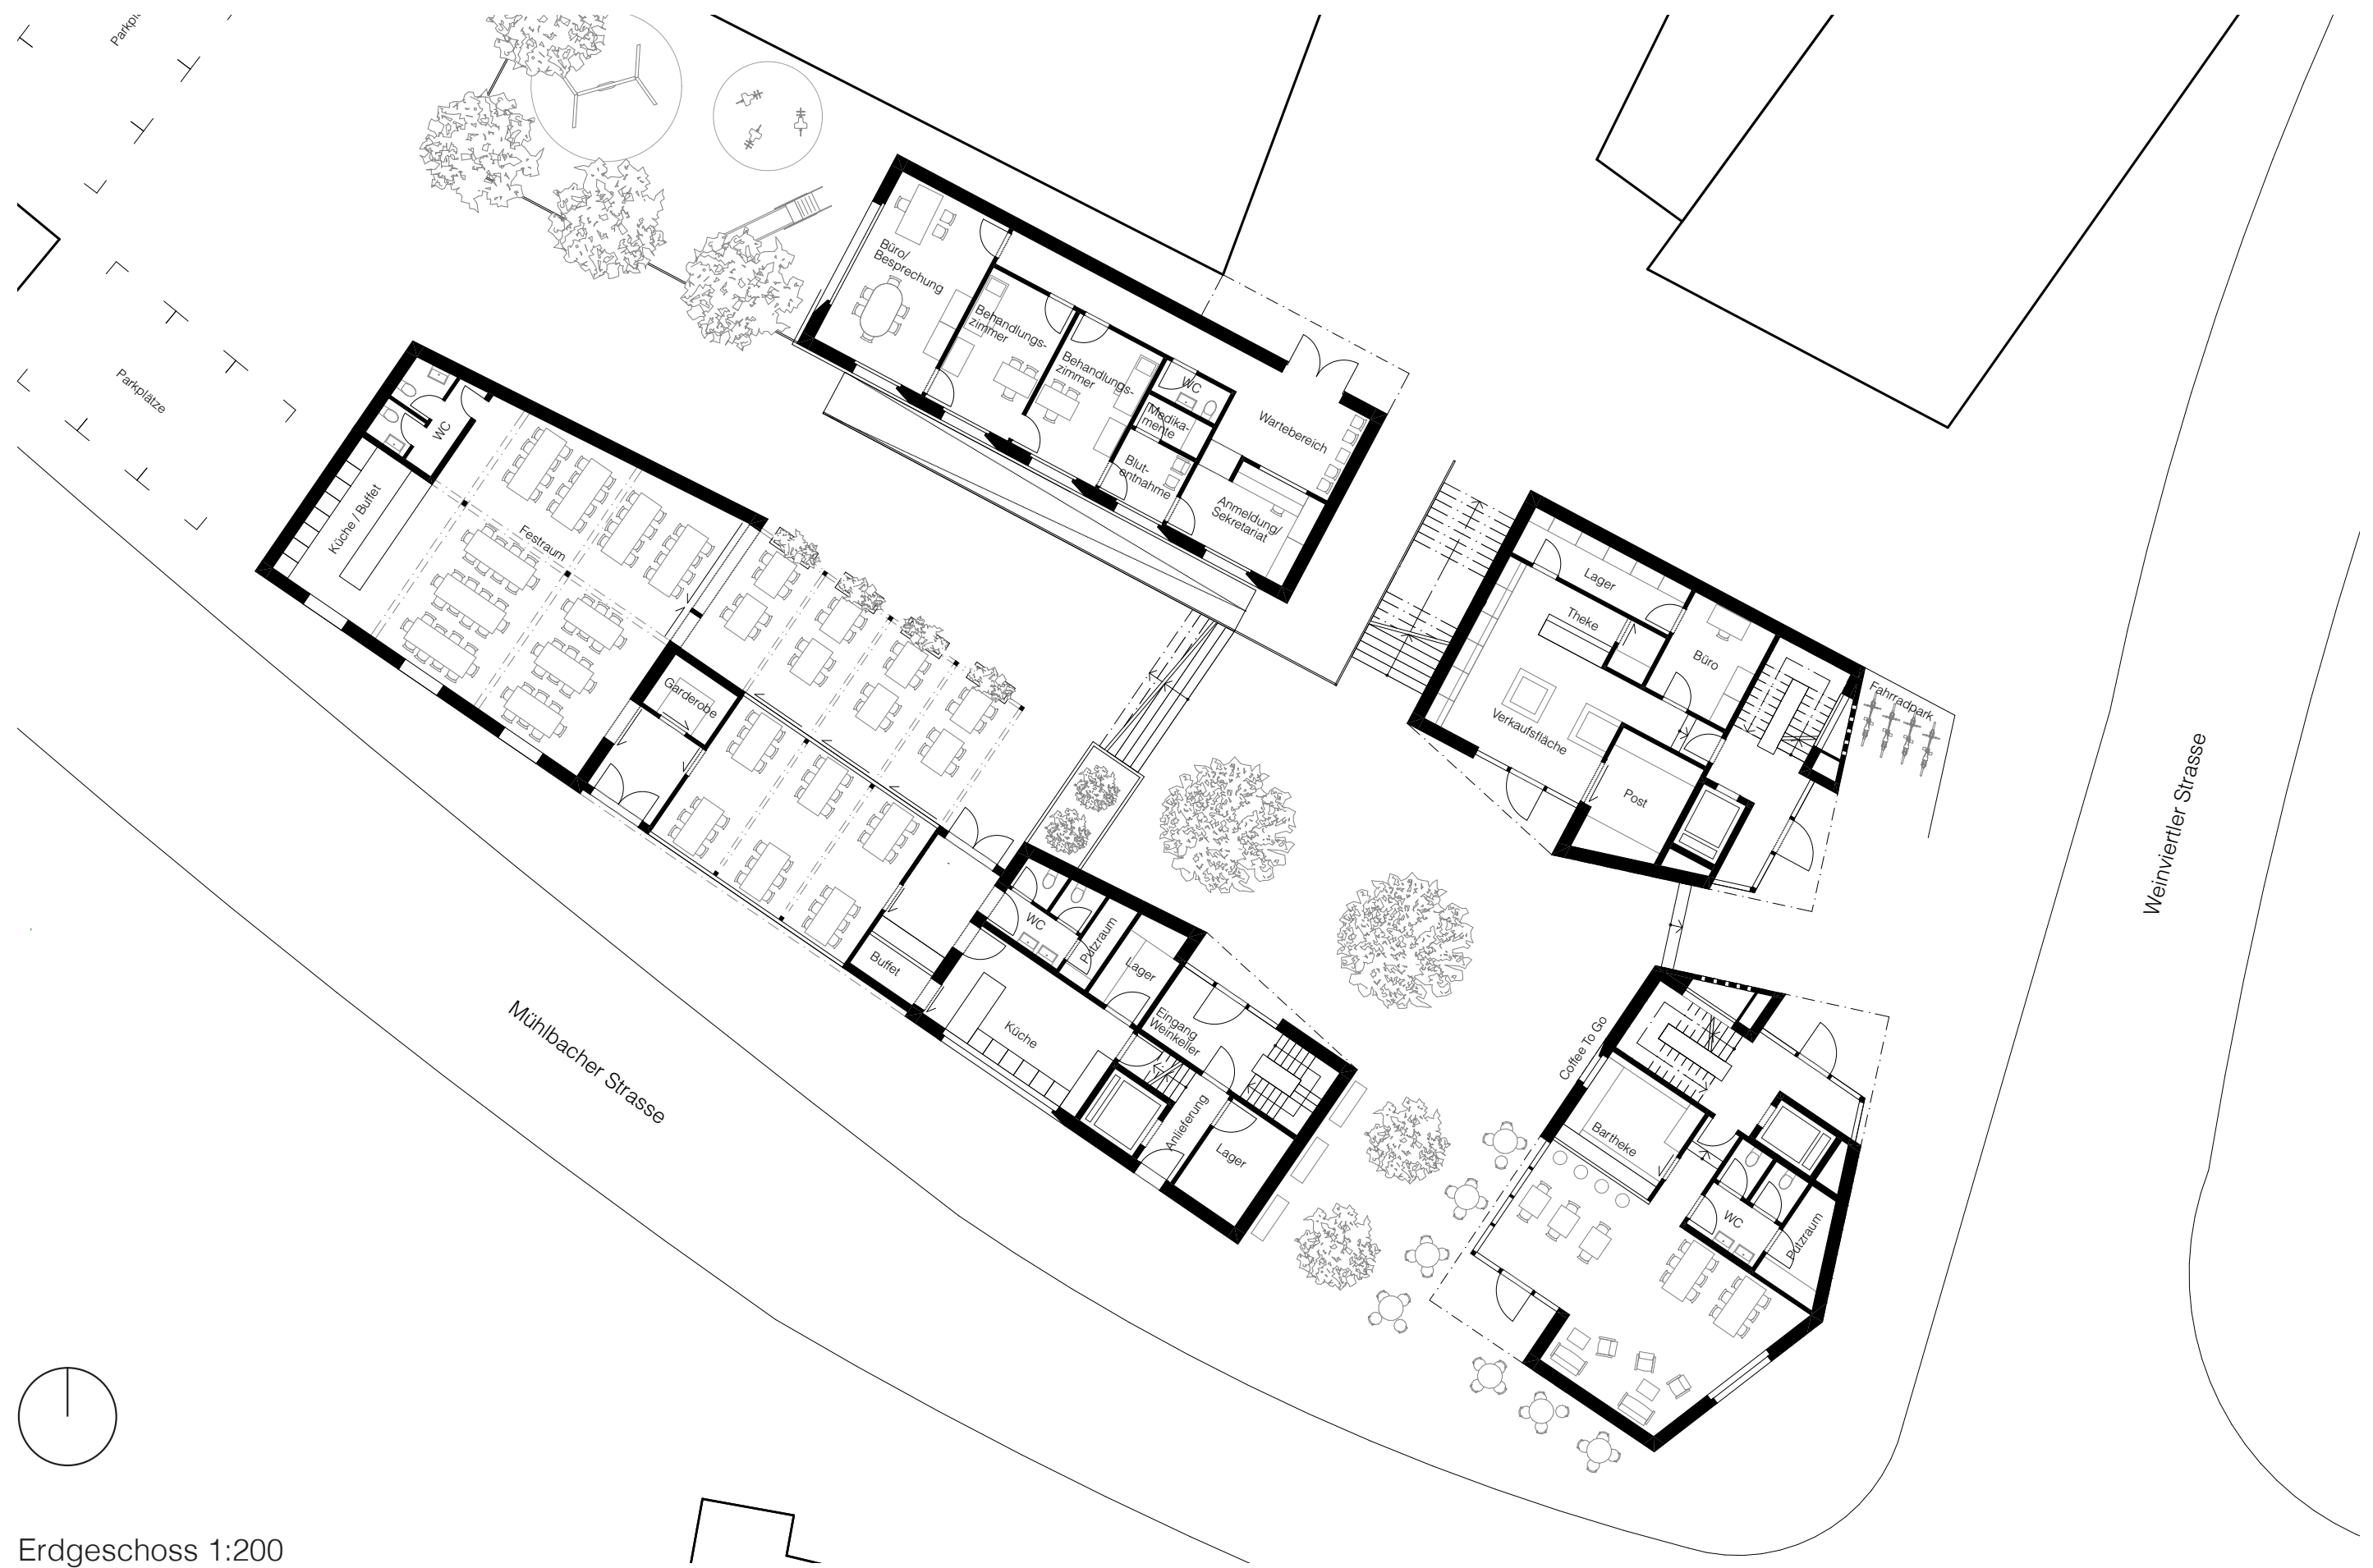 Parkplätze
Büro/
Besprechung
Behandlungs-
zimmer
Behandlungs-
zimmer
WC
Medika-
mente
Blut-
entnahme
Wartebereich
Anmeldung/
Sekretariat
WC
Küche / Buffet
Festraum
Garderobe
Lager
Theke
Büro
Verkaufsfläche
Post
Fahrradpark
Weinviertler Strasse
Buffet
WC
Putzraum
Lager
Küche
Eingang
Weinkeller
Anlieferung
Lager
Mühlbacher Strasse
Coffee To Go
Bartheke
WC
Putzraum
Erdgeschoss 1:200